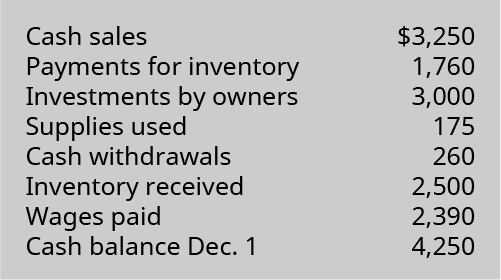 Cash sales $3,250
Payments for inventory 1,760
Investments by owners 3,000
Supplies used 175
Cash withdrawals 260
Inventory received 2,500
Wages paid 2,390
Cash balance Dec. 1 4,250